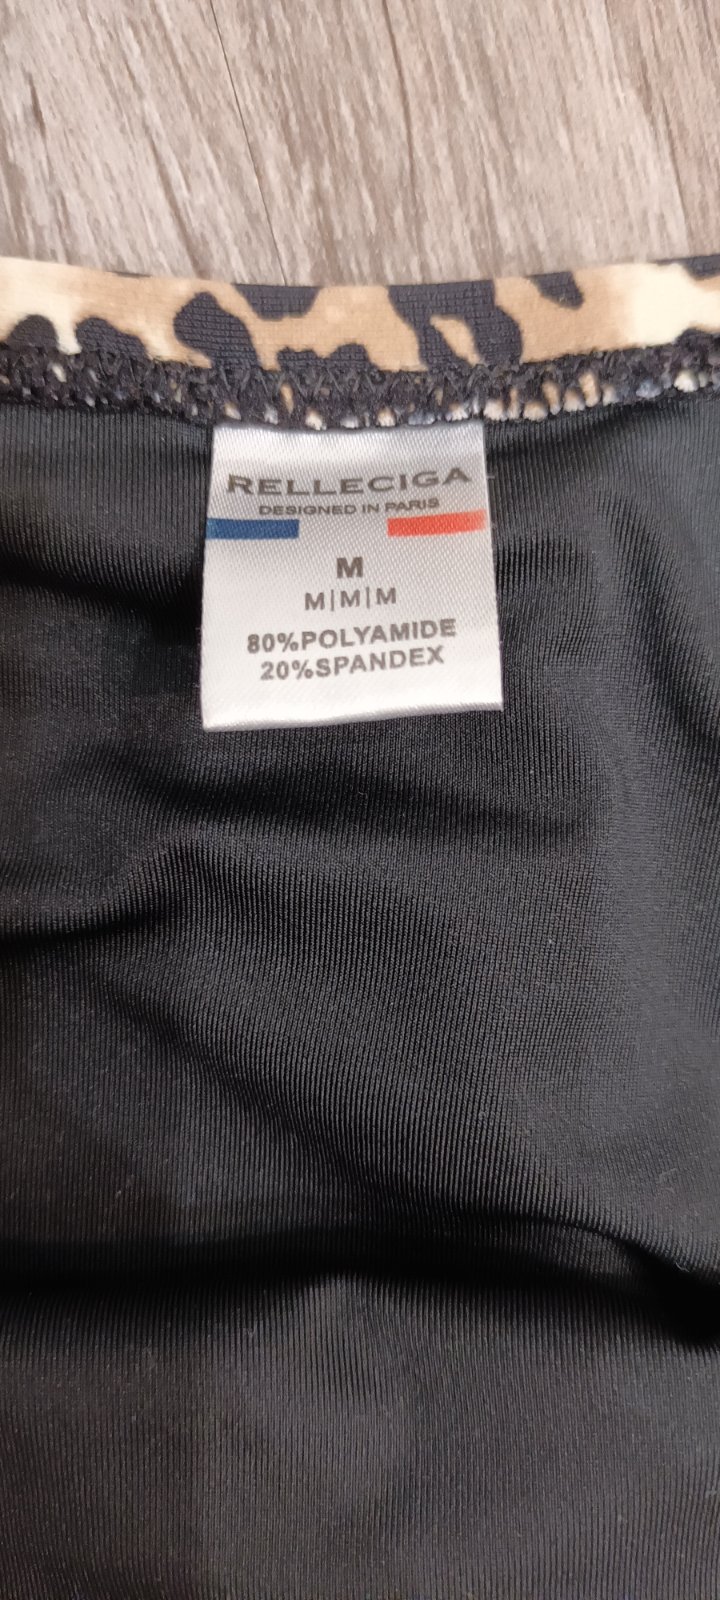 RELLECIGA
DESIGNED IN PARIS
M
M|M|M
80%POLYAMIDE
20%SPANDEX